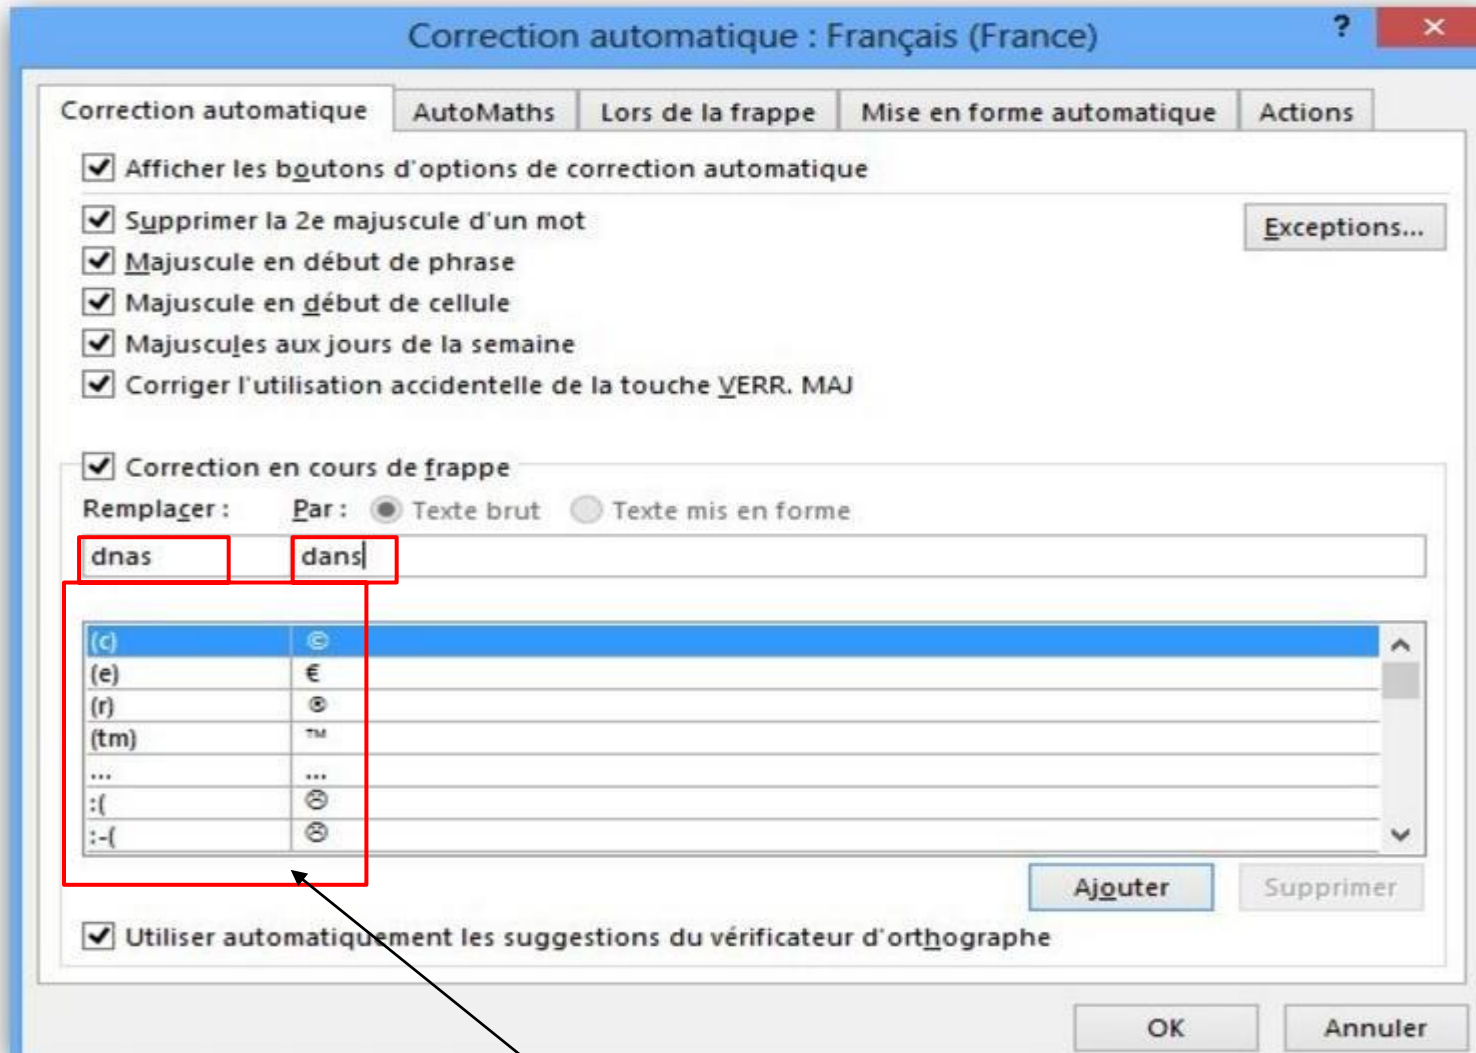 Correction automatique : Français (France) ?
Correction automatique AutoMaths Lors de la frappe Mise en forme automatique Actions
Afficher les boutons d'options de correction automatique
Supprimer la 2e majuscule d'un mot Exceptions...
Majuscule en début de phrase
Majuscule en début de cellule
Majuscules aux jours de la semaine
Corriger l'utilisation accidentelle de la touche VERR. MAJ
Correction en cours de frappe
Remplacer : Par : Texte brut Texte mis en forme
dnas dans
(c) ©
(e) €
(r) ®
(tm) ™
... ...
:( ☹
:-( ☹
Ajouter Supprimer
Utiliser automatiquement les suggestions du vérificateur d'orthographe
OK Annuler